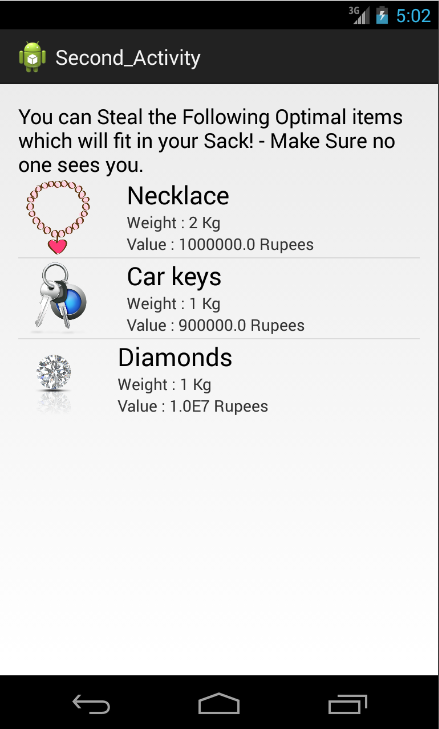 3G 5:02
Second_Activity
You can Steal the Following Optimal items
which will fit in your Sack! - Make Sure no
one sees you.
Necklace
Weight : 2 Kg
Value : 1000000.0 Rupees
Car keys
Weight : 1 Kg
Value : 900000.0 Rupees
Diamonds
Weight : 1 Kg
Value : 1.0E7 Rupees